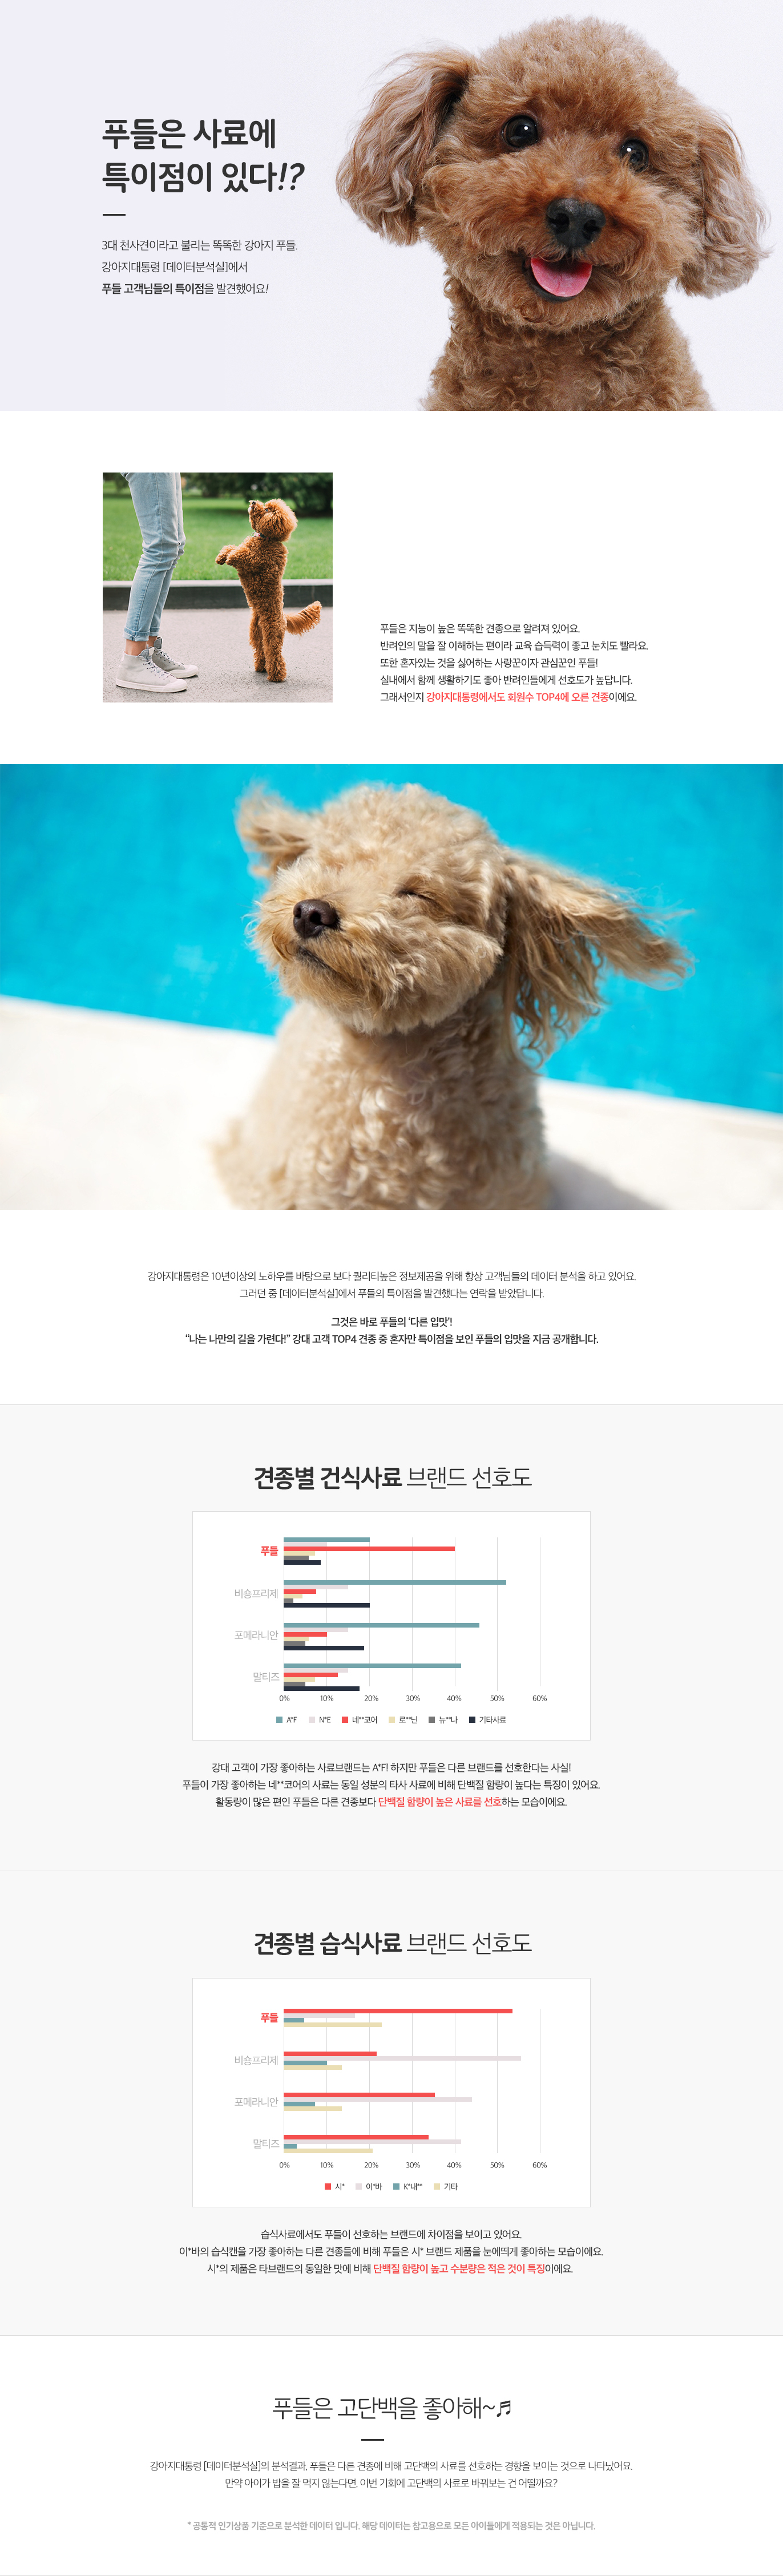 푸들은 사료에
특이점이 있다!?
3대 천사견이라고 불리는 똑똑한 강아지 푸들.
강아지대통령 [데이터분석실]에서
푸들 고객님들의 특이점을 발견했어요!
푸들은 지능이 높은 똑똑한 견종으로 알려져 있어요.
반려인의 말을 잘 이해하는 편이라 교육 습득력이 좋고 눈치도 빨라요.
또한 혼자있는 것을 싫어하는 사랑꾼이자 관심꾼인 푸들!
실내에서 함께 생활하기도 좋아 반려인들에게 선호도가 높답니다.
그래서인지 강아지대통령에서도 회원수 TOP4에 오른 견종이에요.
강아지대통령은 10년이상의 노하우를 바탕으로 보다 퀄리티높은 정보제공을 위해 항상 고객님들의 데이터 분석을 하고 있어요.
그러던 중 [데이터분석실]에서 푸들의 특이점을 발견했다는 연락을 받았답니다.
그것은 바로 푸들의 ‘다른 입맛’!
“나는 나만의 길을 가련다!” 강대 고객 TOP4 견종 중 혼자만 특이점을 보인 푸들의 입맛을 지금 공개합니다.
견종별 건식사료 브랜드 선호도
푸들
비숑프리제
포메라니안
말티즈
0% 10% 20% 30% 40% 50% 60%
A*F N*E 네**코어 로**닌 뉴**나 기타사료
강대 고객이 가장 좋아하는 사료브랜드는 A*F! 하지만 푸들은 다른 브랜드를 선호한다는 사실!
푸들이 가장 좋아하는 네**코어의 사료는 동일 성분의 타사 사료에 비해 단백질 함량이 높다는 특징이 있어요.
활동량이 많은 편인 푸들은 다른 견종보다 단백질 함량이 높은 사료를 선호하는 모습이에요.
견종별 습식사료 브랜드 선호도
푸들
비숑프리제
포메라니안
말티즈
0% 10% 20% 30% 40% 50% 60%
시* 이*바 K*내** 기타
습식사료에서도 푸들이 선호하는 브랜드에 차이점을 보이고 있어요.
이*바의 습식캔을 가장 좋아하는 다른 견종들에 비해 푸들은 시* 브랜드 제품을 눈에띄게 좋아하는 모습이에요.
시*의 제품은 타브랜드의 동일한 맛에 비해 단백질 함량이 높고 수분량은 적은 것이 특징이에요.
푸들은 고단백을 좋아해~♬
강아지대통령 [데이터분석실]의 분석결과, 푸들은 다른 견종에 비해 고단백의 사료를 선호하는 경향을 보이는 것으로 나타났어요.
만약 아이가 밥을 잘 먹지 않는다면, 이번 기회에 고단백의 사료로 바꿔보는 건 어떨까요?
* 공통적 인기상품 기준으로 분석한 데이터 입니다. 해당 데이터는 참고용으로 모든 아이들에게 적용되는 것은 아닙니다.